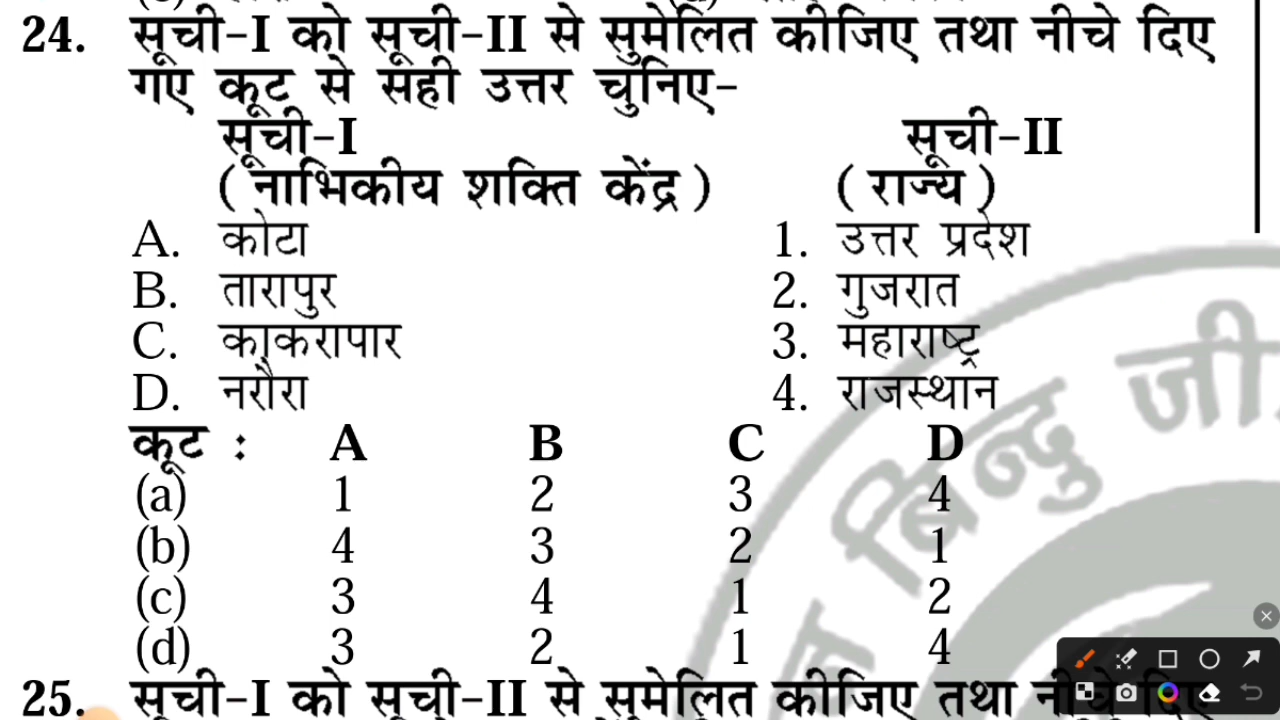 24. सूची-I को सूची-II से सुमेलित कीजिए तथा नीचे दिए
गए कूट से सही उत्तर चुनिए-
सूची-I सूची-II
(नाभिकीय शक्ति केंद्र) (राज्य)
A. कोटा 1. उत्तर प्रदेश
B. तारापुर 2. गुजरात
C. काकरापार 3. महाराष्ट्र
D. नरौरा 4. राजस्थान
कूट : A B C D
(a) 1 2 3 4
(b) 4 3 2 1
(c) 3 4 1 2
(d) 3 2 1 4
25. सूची-I को सूची-II से सुमेलित कीजिए तथा नीचे दिए
बिन्दु